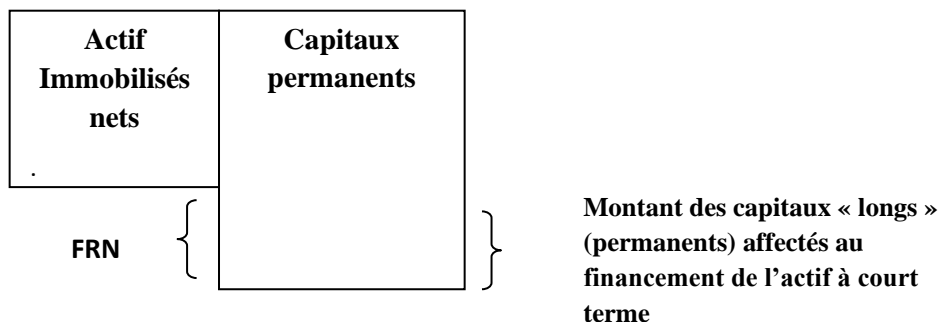 Actif
Immobilisés
nets
.
Capitaux
permanents
FRN
Montant des capitaux « longs »
(permanents) affectés au
financement de l’actif à court
terme